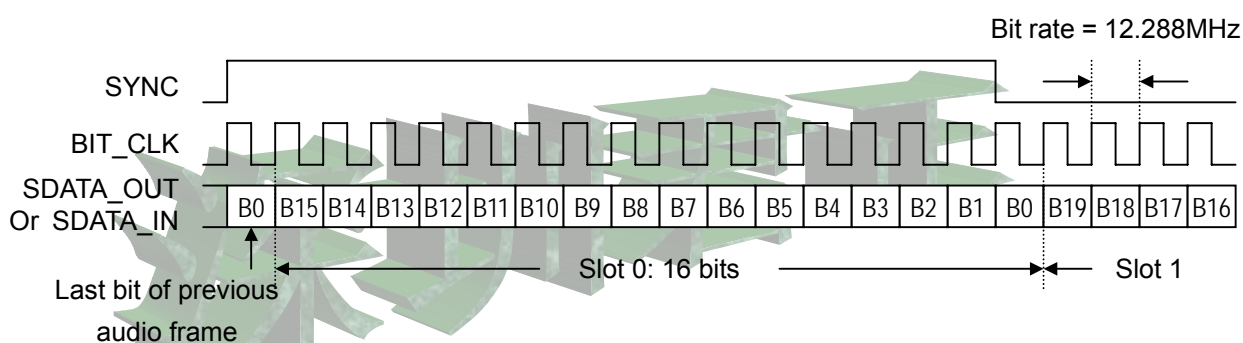 Bit rate = 12.288MHz
SYNC
BIT_CLK
SDATA_OUT
Or SDATA_IN
B0 B15 B14 B13 B12 B11 B10 B9 B8 B7 B6 B5 B4 B3 B2 B1 B0 B19 B18 B17 B16
Slot 0: 16 bits
Slot 1
Last bit of previous
audio frame